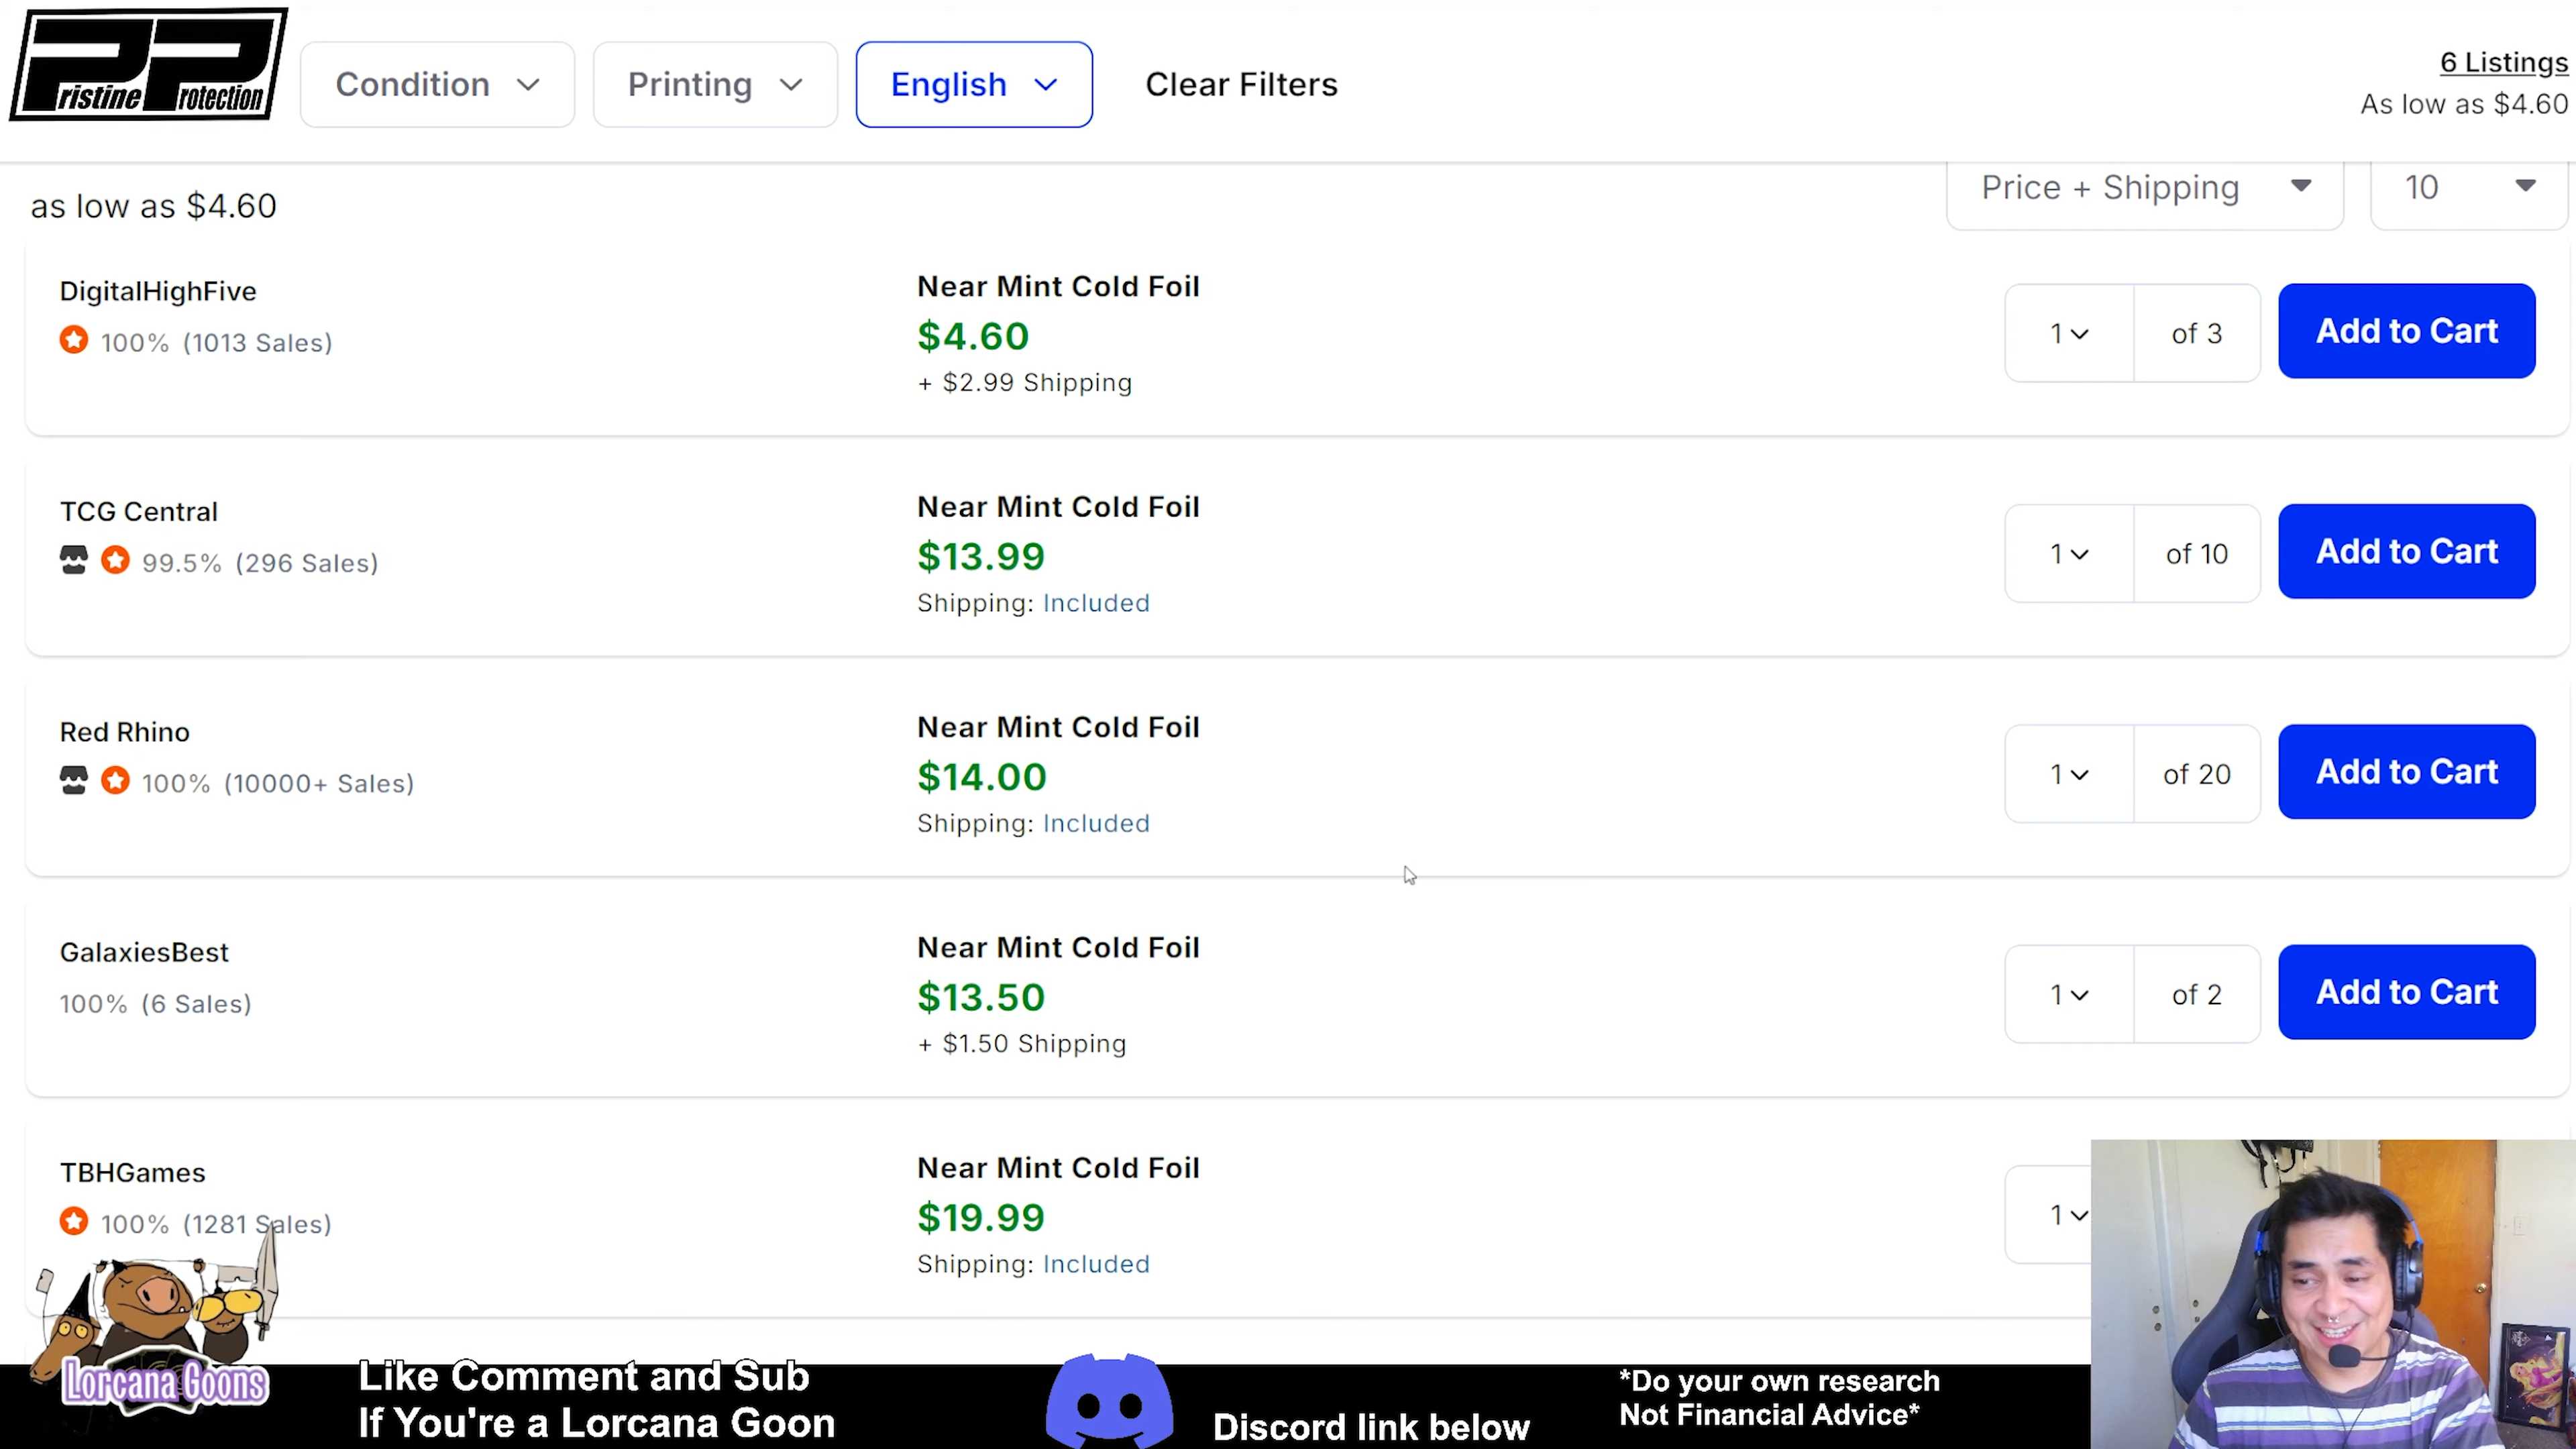 Pristine Protection
Condition
Printing
English
Clear Filters
6 Listings
As low as $4.60
as low as $4.60
Price + Shipping
10
DigitalHighFive
100% (1013 Sales)
Near Mint Cold Foil
$4.60
+ $2.99 Shipping
1
of 3
Add to Cart
TCG Central
99.5% (296 Sales)
Near Mint Cold Foil
$13.99
Shipping: Included
1
of 10
Add to Cart
Red Rhino
100% (10000+ Sales)
Near Mint Cold Foil
$14.00
Shipping: Included
1
of 20
Add to Cart
GalaxiesBest
100% (6 Sales)
Near Mint Cold Foil
$13.50
+ $1.50 Shipping
1
of 2
Add to Cart
TBHGames
100% (1281 Sales)
Near Mint Cold Foil
$19.99
Shipping: Included
1
Lorcana Goons
Like Comment and Sub
If You're a Lorcana Goon
Discord link below
*Do your own research
Not Financial Advice*